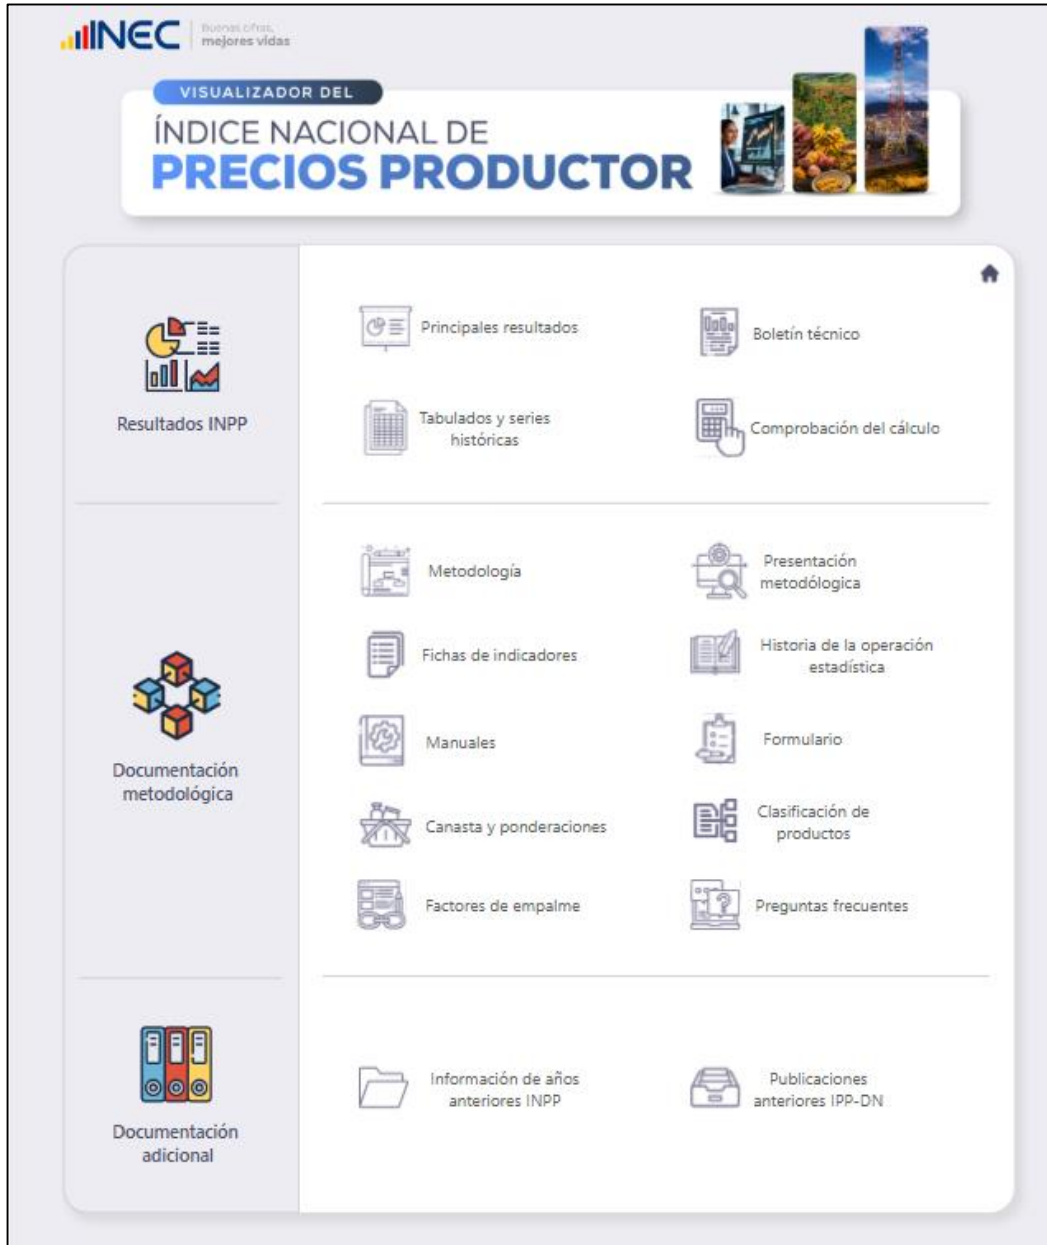 INEC
Buenas cifras,
mejores vidas
VISUALIZADOR DEL
ÍNDICE NACIONAL DE
PRECIOS PRODUCTOR
Resultados INPP
Principales resultados
Boletín técnico
Tabulados y series
históricas
Comprobación del cálculo
Documentación
metodológica
Metodología
Presentación
metodólogica
Fichas de indicadores
Historia de la operación
estadística
Manuales
Formulario
Canasta y ponderaciones
Clasificación de
productos
Factores de empalme
Preguntas frecuentes
Documentación
adicional
Información de años
anteriores INPP
Publicaciones
anteriores IPP-DN